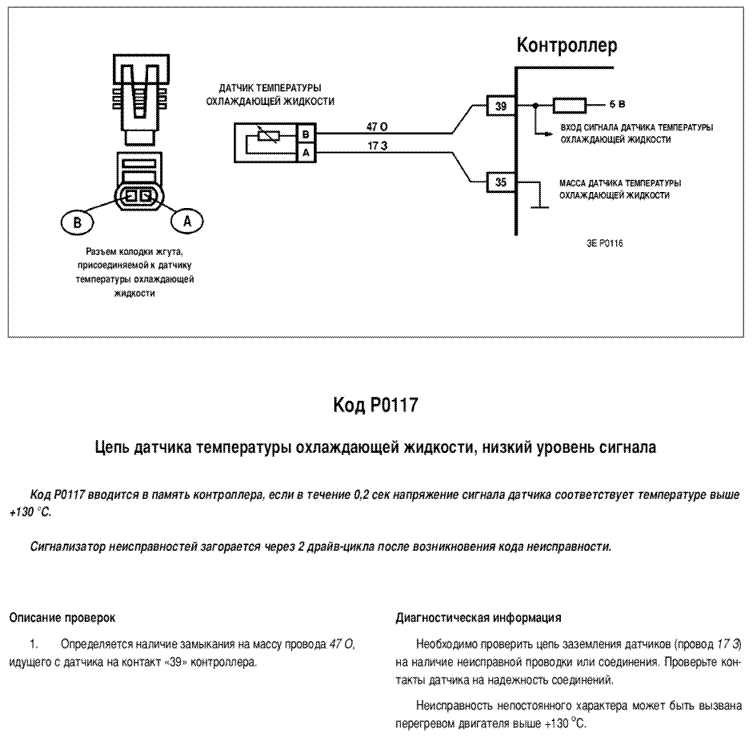 Контроллер
ДАТЧИК ТЕМПЕРАТУРЫ
ОХЛАЖДАЮЩЕЙ ЖИДКОСТИ
B
A
47 О
17 З
39
35
5 В
ВХОД СИГНАЛА ДАТЧИКА ТЕМПЕРАТУРЫ
ОХЛАЖДАЮЩЕЙ ЖИДКОСТИ
МАССА ДАТЧИКА ТЕМПЕРАТУРЫ
ОХЛАЖДАЮЩЕЙ ЖИДКОСТИ
3E P0116
B
A
Разъем колодки жгута,
присоединяемой к датчику
температуры охлаждающей
жидкости
Код P0117
Цепь датчика температуры охлаждающей жидкости, низкий уровень сигнала
Код P0117 вводится в память контроллера, если в течение 0,2 сек напряжение сигнала датчика соответствует температуре выше
+130 °С.
Сигнализатор неисправностей загорается через 2 драйв-цикла после возникновения кода неисправности.
Описание проверок
1. Определяется наличие замыкания на массу провода 47 О,
идущего с датчика на контакт «39» контроллера.
Диагностическая информация
Необходимо проверить цепь заземления датчиков (провод 17 З)
на наличие неисправной проводки или соединения. Проверьте кон-
такты датчика на надежность соединений.
Неисправность непостоянного характера может быть вызвана
перегревом двигателя выше +130 °С.